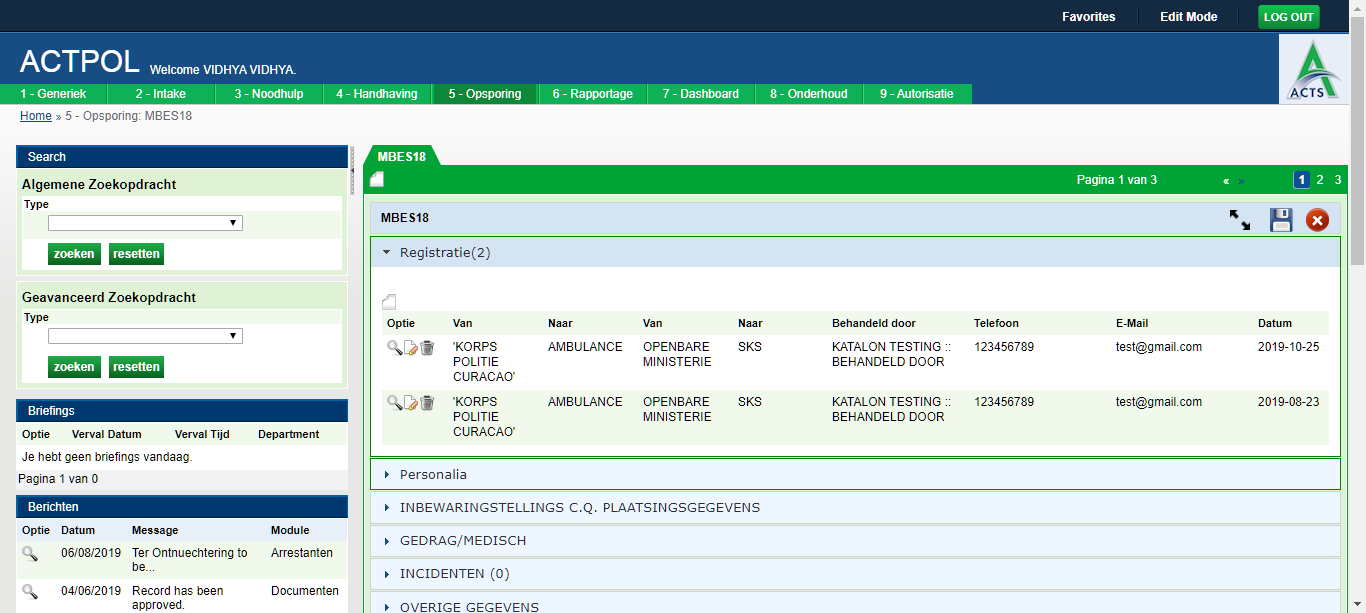 Favorites Edit Mode LOG OUT
ACTPOL Welcome VIDHYA VIDHYA.
ACTS
1 - Generiek 2 - Intake 3 - Noodhulp 4 - Handhaving 5 - Opsporing 6 - Rapportage 7 - Dashboard 8 - Onderhoud 9 - Autorisatie
Home » 5 - Opsporing: MBES18
Search
Algemene Zoekopdracht
Type
zoeken resetten
Geavanceerd Zoekopdracht
Type
zoeken resetten
Briefings
Optie Verval Datum Verval Tijd Department
Je hebt geen briefings vandaag.
Pagina 1 van 0
Berichten
Optie Datum Message Module
06/08/2019 Ter Ontnuechtering to Arrestanten
be...
04/06/2019 Record has been Documenten
approved.
MBES18
Pagina 1 van 3 « » 1 2 3
MBES18
Registratie(2)
Optie Van Naar Van Naar Behandeld door Telefoon E-Mail Datum
'KORPS AMBULANCE OPENBARE SKS KATALON TESTING :: 123456789 test@gmail.com 2019-10-25
POLITIE MINISTERIE BEHANDELD DOOR
CURACAO'
'KORPS AMBULANCE OPENBARE SKS KATALON TESTING :: 123456789 test@gmail.com 2019-08-23
POLITIE MINISTERIE BEHANDELD DOOR
CURACAO'
Personalia
INBEWARINGSTELLINGS C.Q. PLAATSINGSGEGEVENS
GEDRAG/MEDISCH
INCIDENTEN (0)
OVERIGE GEGEVENS